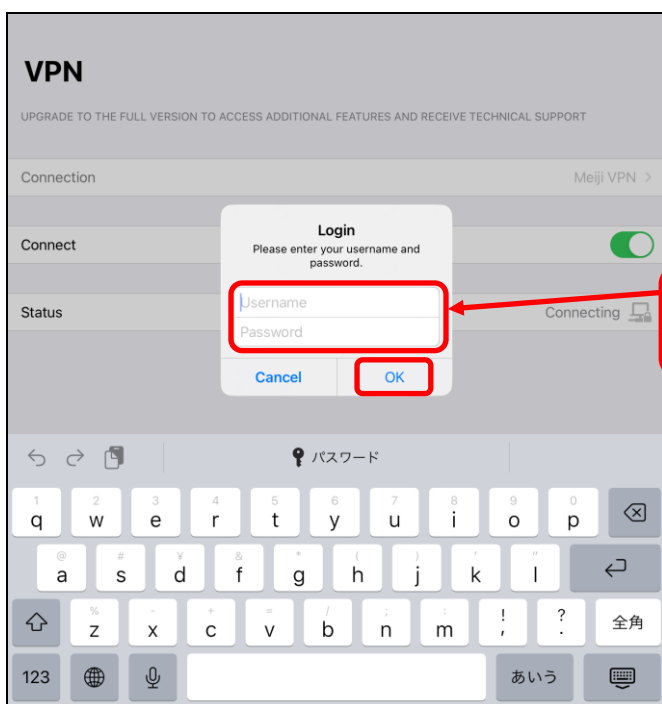 VPN
UPGRADE TO THE FULL VERSION TO ACCESS ADDITIONAL FEATURES AND RECEIVE TECHNICAL SUPPORT
Connection Meiji VPN >
Connect
Status Connecting
Login
Please enter your username and
password.
Username
Password
Cancel OK
パスワード
1 2 3 4 5 6 7 8 9 0
q w e r t y u i o p
@ # ¥ & * ( ) ' "
a s d f g h j k l
% - + = / ; : ! ?
z x c v b n m , . 全角
123 あいう